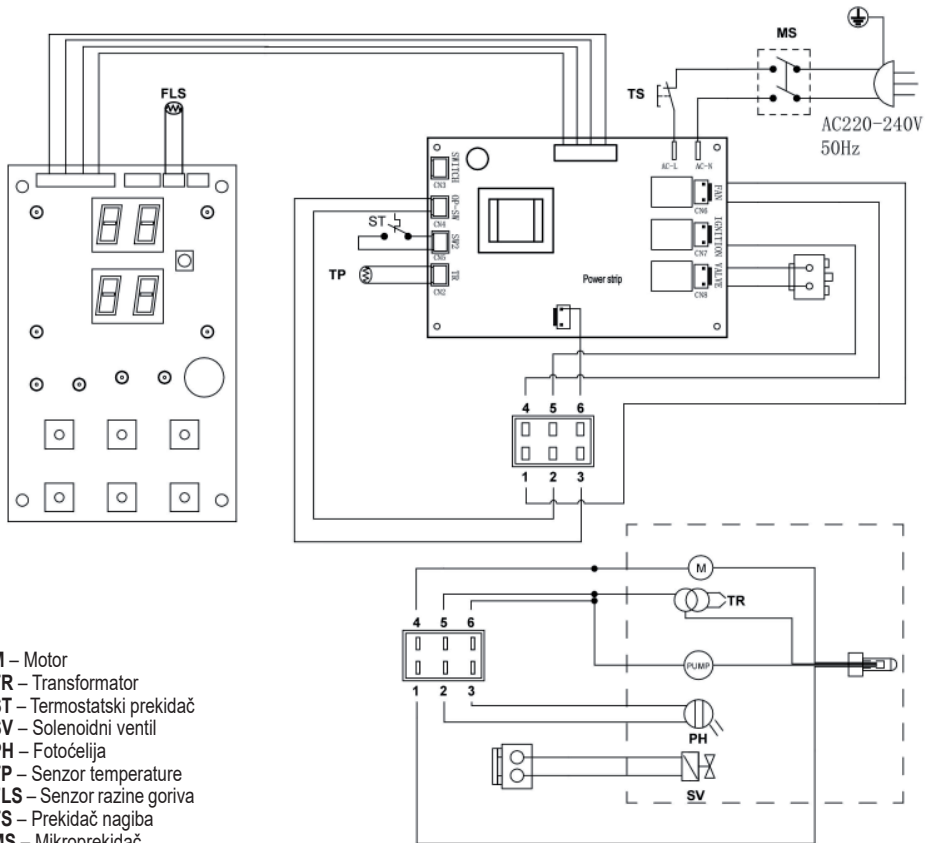 MS
FLS
TS
AC220-240V
50Hz
AC-L AC-N
SWITCH
CN3
OP-SW
CN4
ST
SW2
CN5
TP
TR
CN2
FAN
CN6
IGNITION
CN7
VALVE
CN8
Power strip
88
88
4 5 6
1 2 3
M
TR
4 5 6
PUMP
1 2 3
PH
SV
M – Motor
TR – Transformator
ST – Termostatski prekidač
SV – Solenoidni ventil
PH – Fotoćelija
TP – Senzor temperature
FLS – Senzor razine goriva
TS – Prekidač nagiba
MS – Mikroprekidač